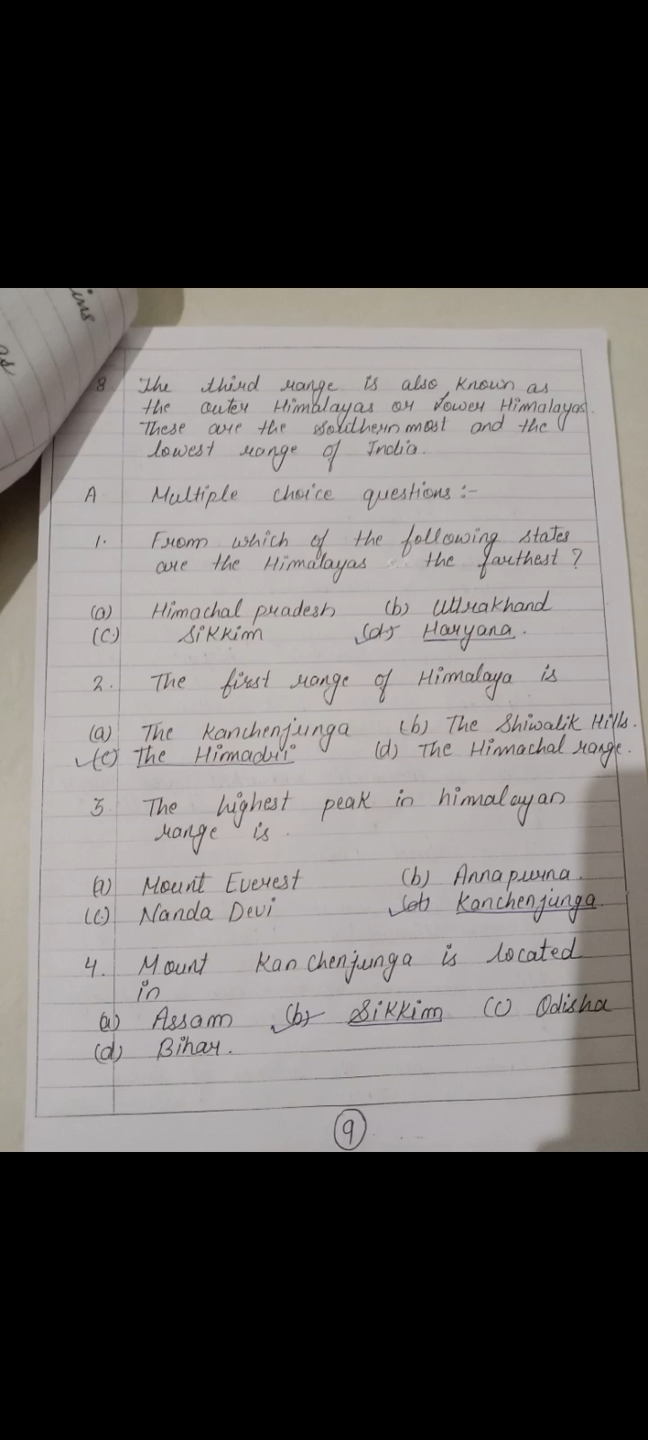 ins
as
8. The third range is also known as
the outer Himalayas or Lower Himalayas.
These are the southern most and the
lowest range of India.
A Multiple choice questions :-
1. From which of the following states
are the Himalayas the farthest ?
(a) Himachal pradesh (b) Uttrakhand
(c) Sikkim (d) Haryana.
2. The first range of Himalaya is
(a) The Kanchenjunga (b) The Shiwalik Hills.
(c) The Himadri (d) The Himachal range.
3 The highest peak in himalayan
range is.
(a) Mount Everest (b) Annapurna.
(c) Nanda Devi (d) Kanchenjunga.
4. Mount Kanchenjunga is located
in
(a) Assam (b) Sikkim (c) Odisha
(d) Bihar.
9